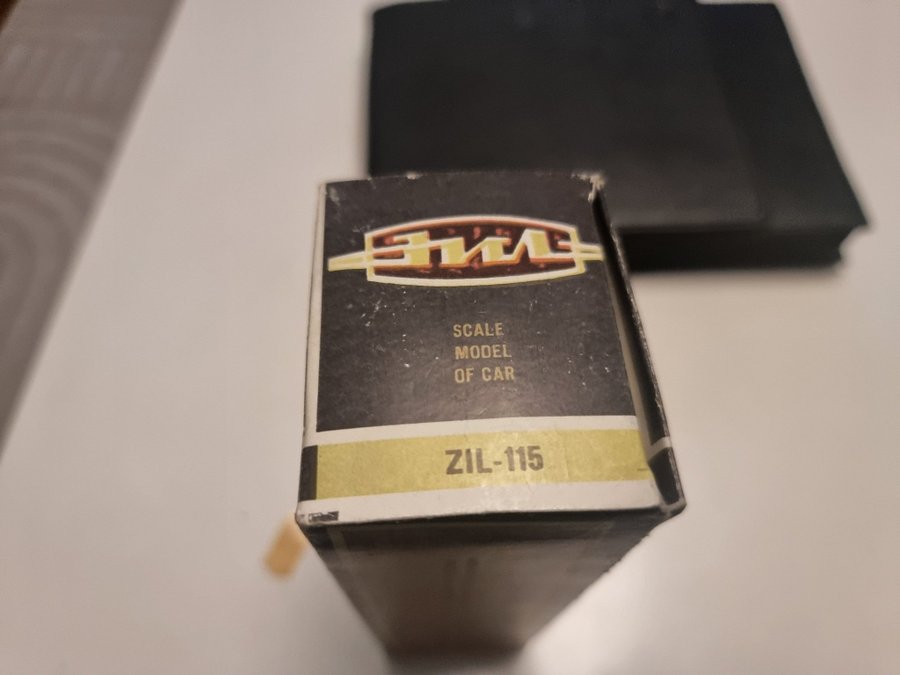 ЗИЛ
SCALE
MODEL
OF CAR
ZIL-115